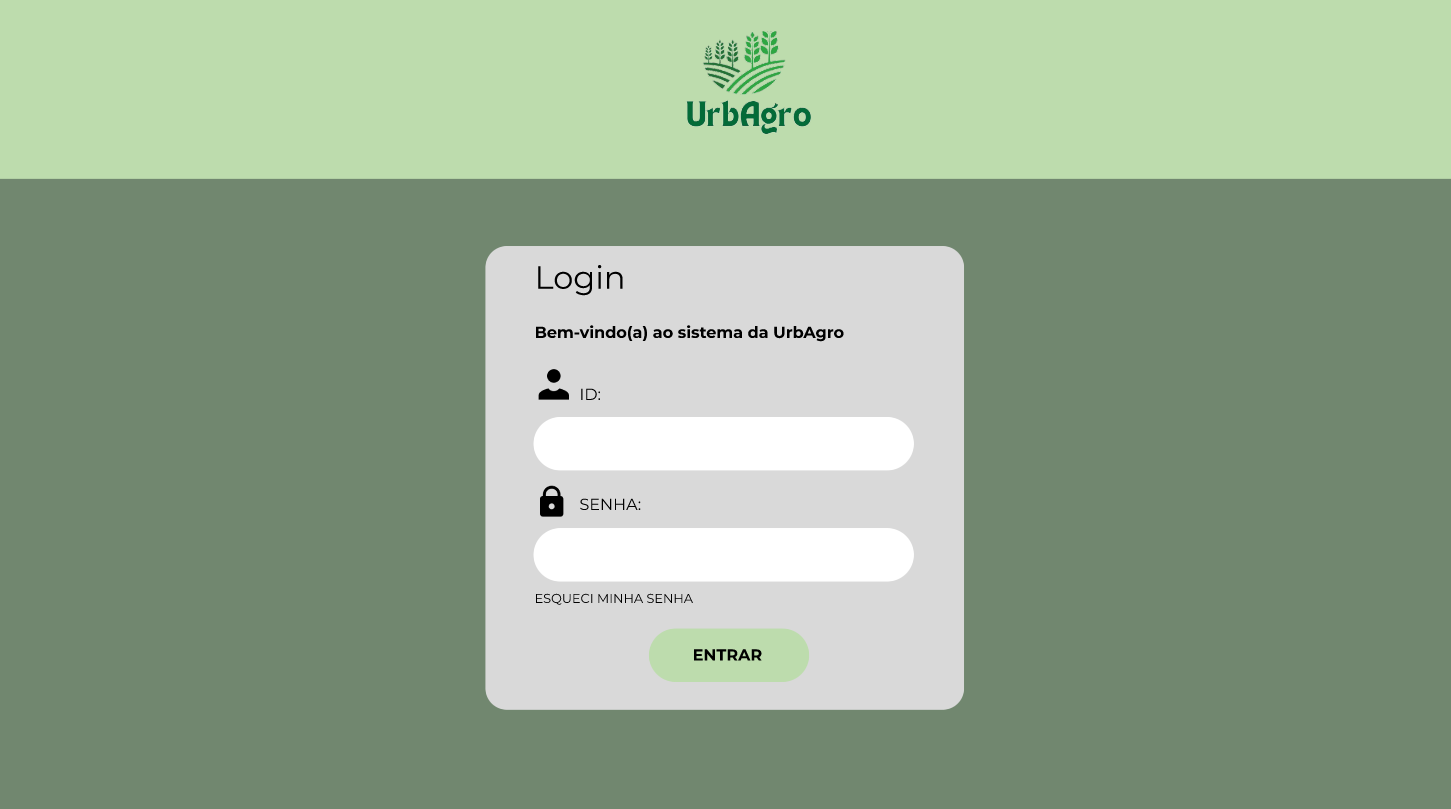 UrbAgro
Login
Bem-vindo(a) ao sistema da UrbAgro
ID:
SENHA:
ESQUECI MINHA SENHA
ENTRAR